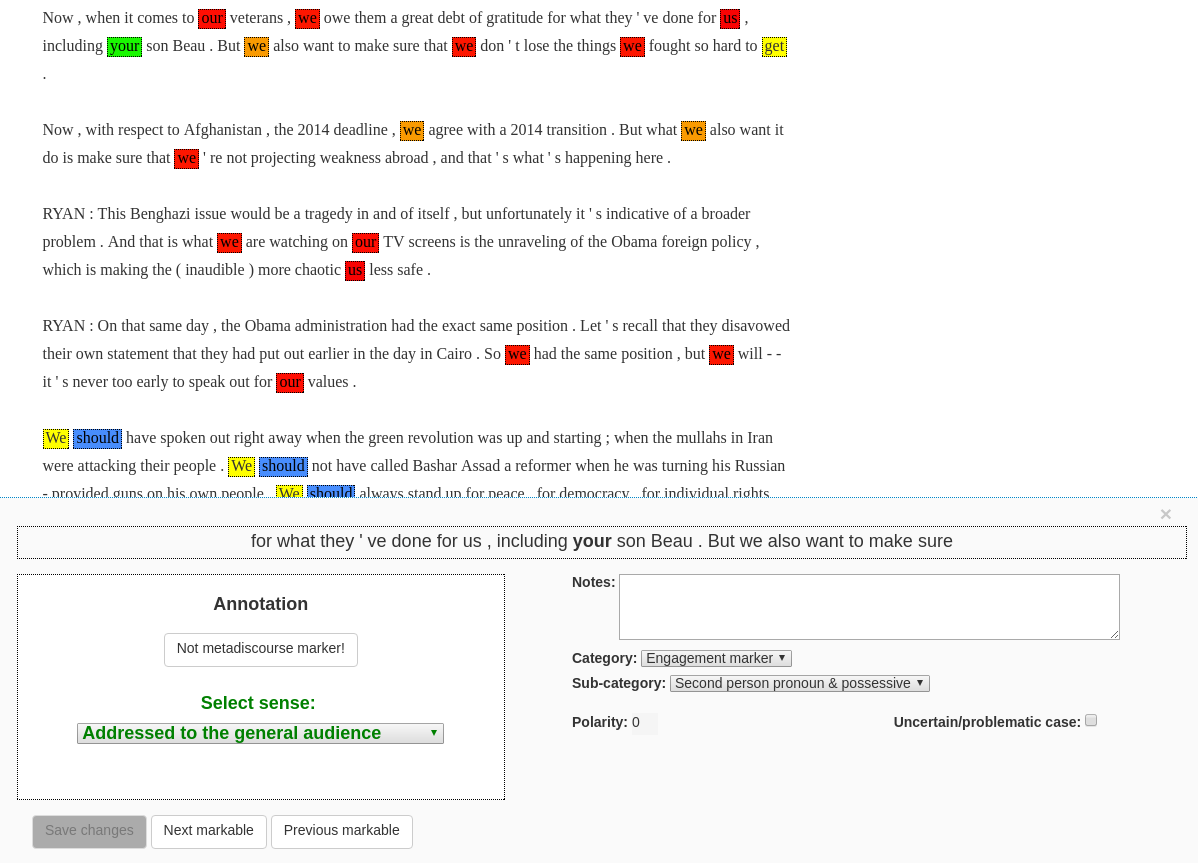 Now , when it comes to our veterans , we owe them a great debt of gratitude for what they ' ve done for us ,
including your son Beau . But we also want to make sure that we don ' t lose the things we fought so hard to get
.
Now , with respect to Afghanistan , the 2014 deadline , we agree with a 2014 transition . But what we also want it
do is make sure that we ' re not projecting weakness abroad , and that ' s what ' s happening here .
RYAN : This Benghazi issue would be a tragedy in and of itself , but unfortunately it ' s indicative of a broader
problem . And that is what we are watching on our TV screens is the unraveling of the Obama foreign policy ,
which is making the ( inaudible ) more chaotic us less safe .
RYAN : On that same day , the Obama administration had the exact same position . Let ' s recall that they disavowed
their own statement that they had put out earlier in the day in Cairo . So we had the same position , but we will - -
it ' s never too early to speak out for our values .
We should have spoken out right away when the green revolution was up and starting ; when the mullahs in Iran
were attacking their people . We should not have called Bashar Assad a reformer when he was turning his Russian
- provided guns on his own people . We should always stand up for peace , for democracy , for individual rights
×
for what they ' ve done for us , including your son Beau . But we also want to make sure
Annotation
Not metadiscourse marker!
Select sense:
Addressed to the general audience
Notes:
Category: Engagement marker
Sub-category: Second person pronoun & possessive
Polarity: 0
Uncertain/problematic case:
Save changes
Next markable
Previous markable